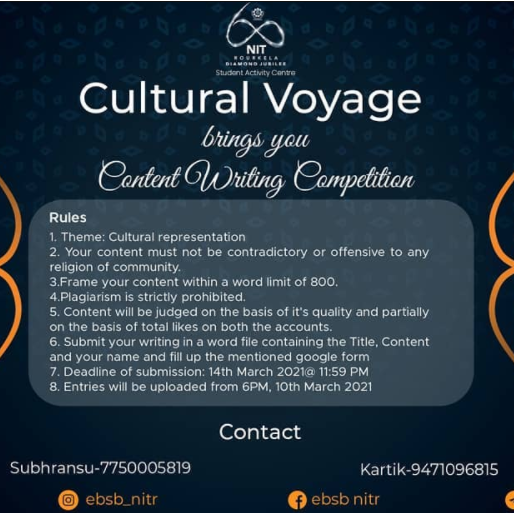 NIT
ROURKELA
DIAMOND JUBILEE
Student Activity Centre
Cultural Voyage
brings you
Content Writing Competition
Rules
1. Theme: Cultural representation
2. Your content must not be contradictory or offensive to any
religion of community.
3.Frame your content within a word limit of 800.
4.Plagiarism is strictly prohibited.
5. Content will be judged on the basis of it's quality and partially
on the basis of total likes on both the accounts.
6. Submit your writing in a word file containing the Title, Content
and your name and fill up the mentioned google form
7. Deadline of submission: 14th March 2021@ 11:59 PM
8. Entries will be uploaded from 6PM, 10th March 2021
Contact
Subhransu-7750005819
Kartik-9471096815
ebsb_nitr
ebsb nitr